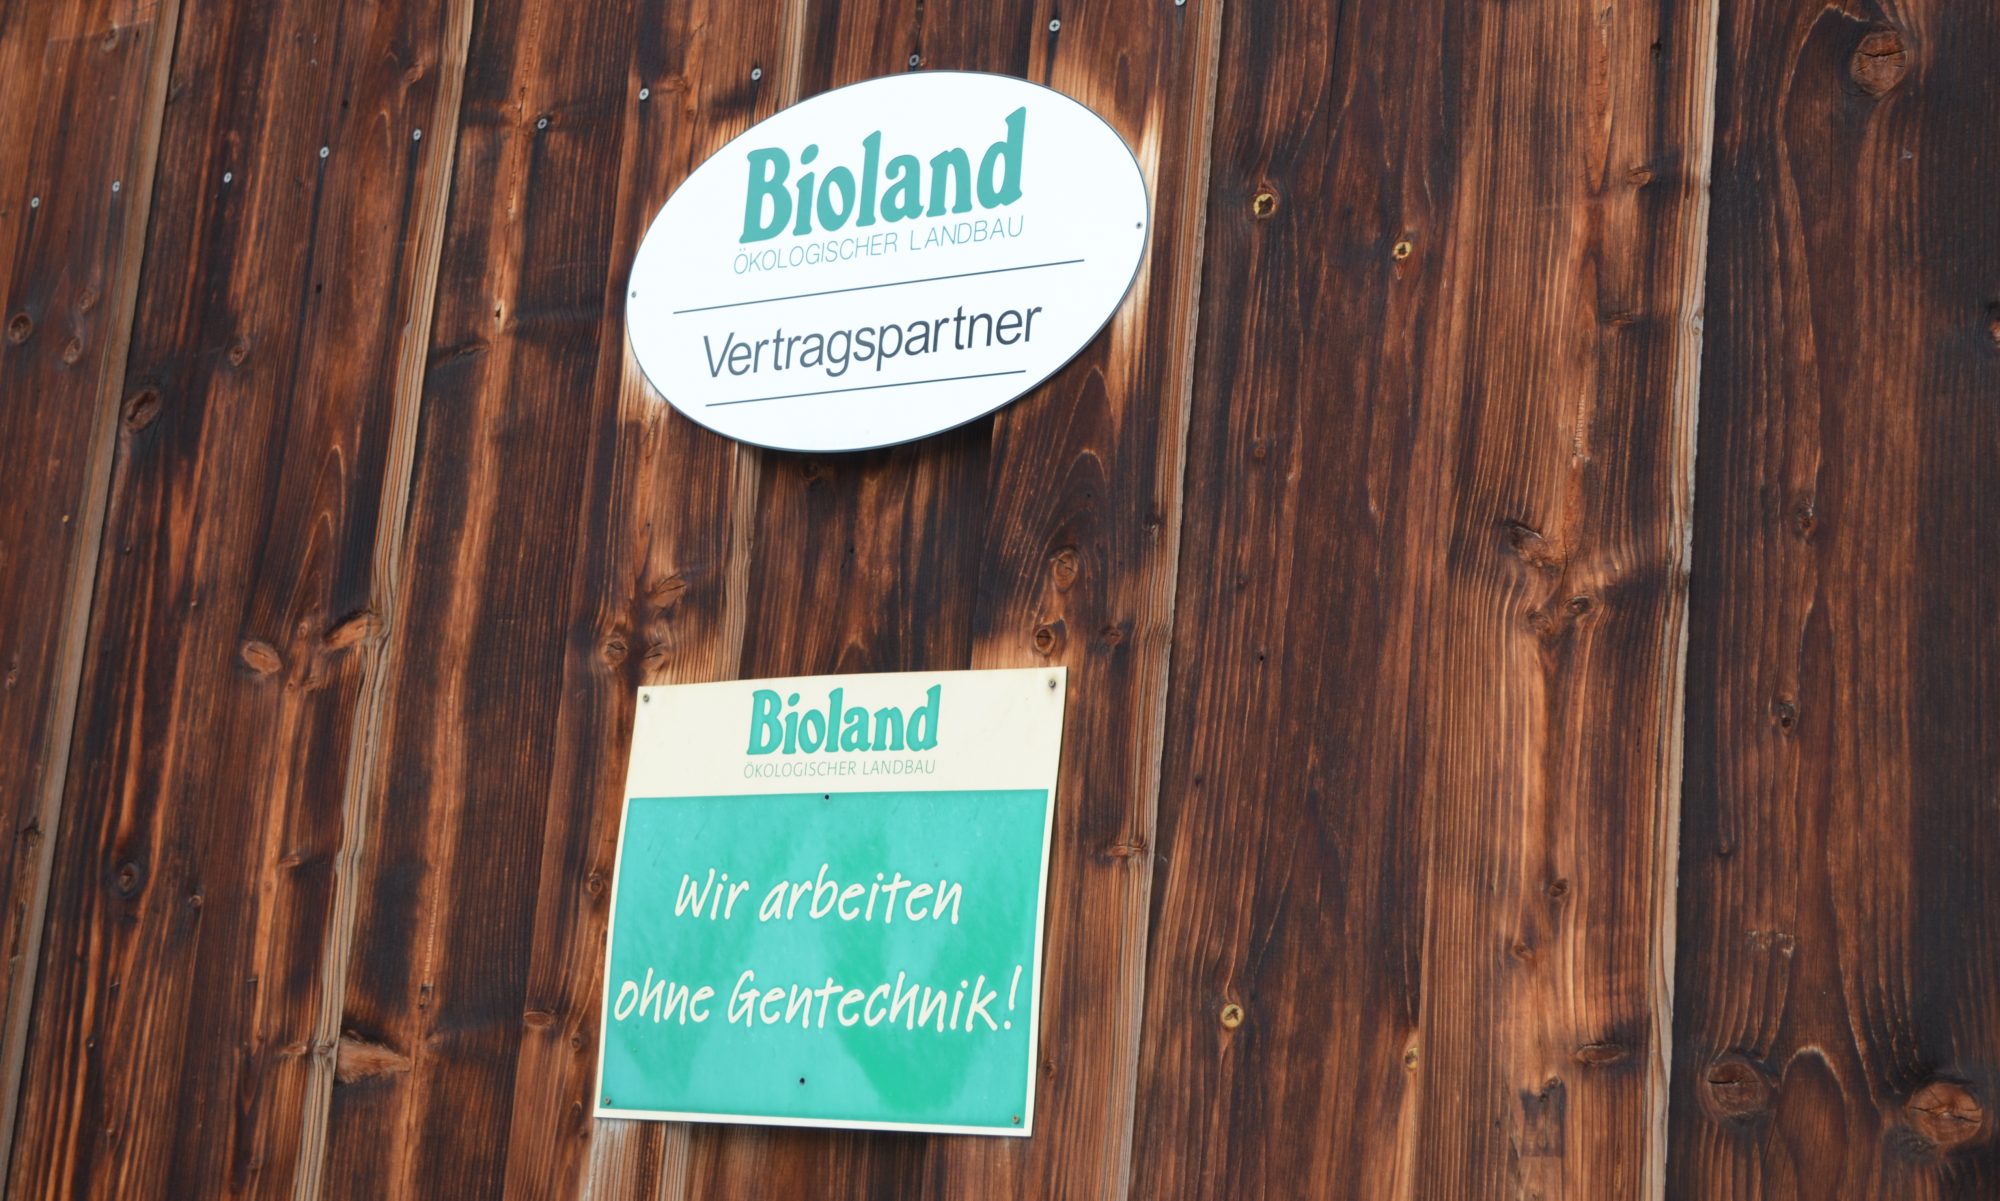 Bioland
ÖKOLOGISCHER LANDBAU
Vertragspartner
Bioland
ÖKOLOGISCHER LANDBAU
Wir arbeiten
ohne Gentechnik!